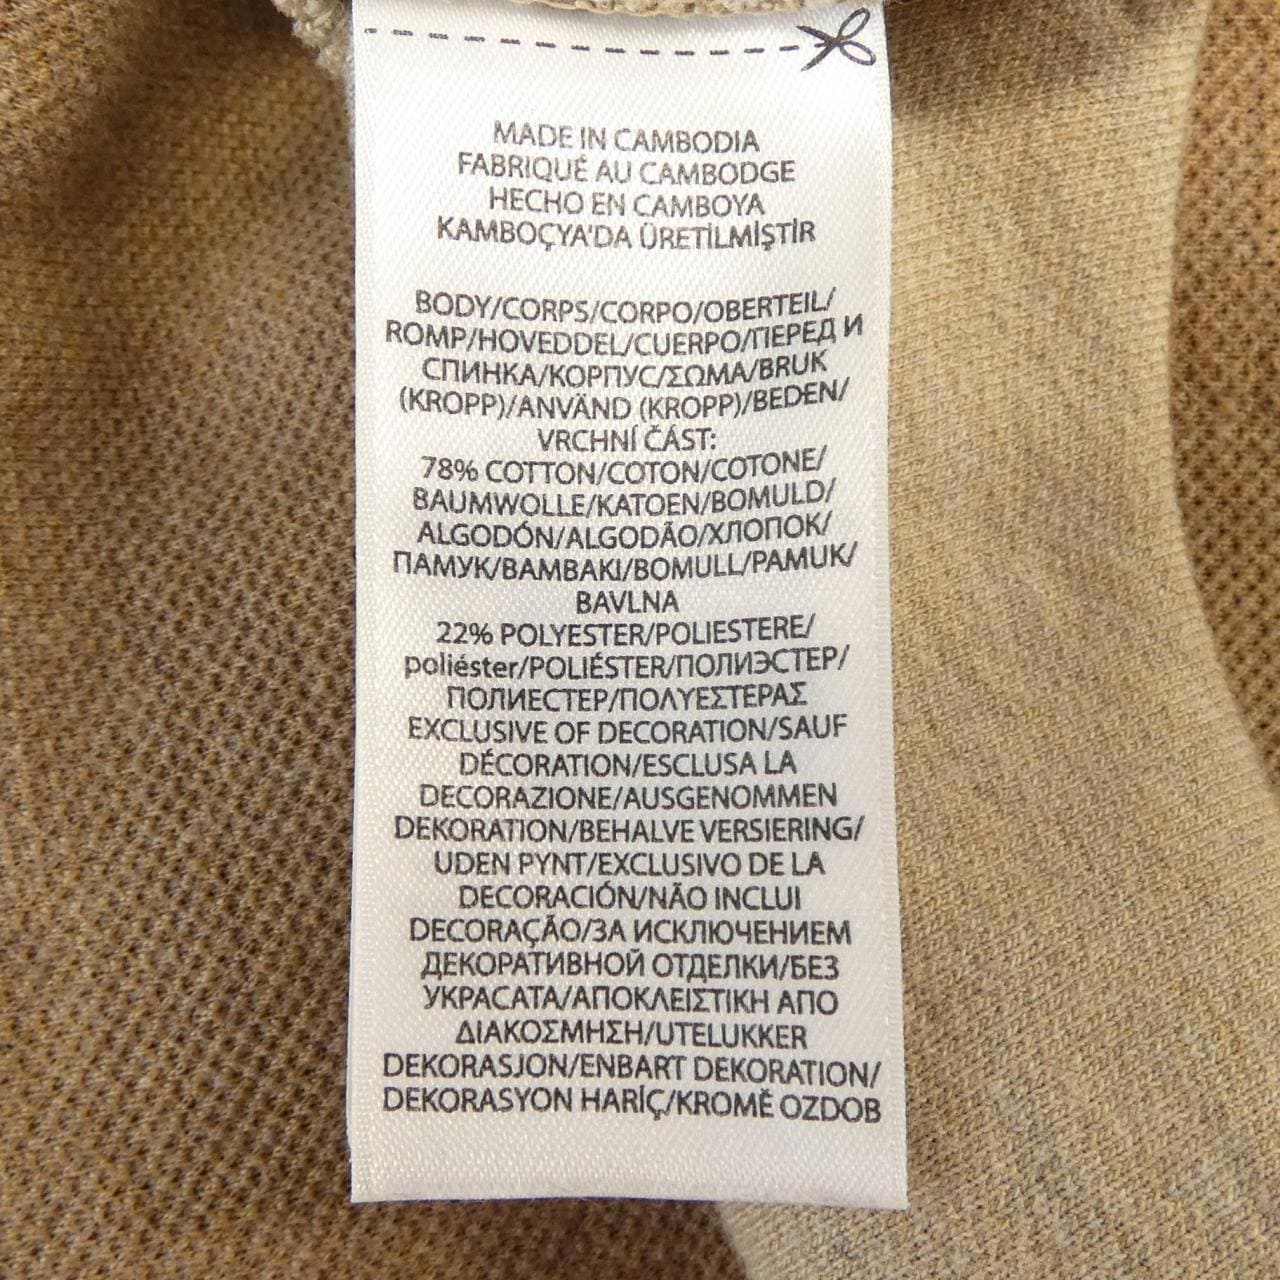 MADE IN CAMBODIA
FABRIQUÉ AU CAMBODGE
HECHO EN CAMBOYA
KAMBOÇYA'DA ÜRETİLMİŞTİR
BODY/CORPS/CORPO/OBERTEIL/
ROMP/HOVEDDEL/CUERPO/ПЕРЕД И
СПИНКА/КОРПУС/ΣΩΜΑ/BRUK
(KROPP)/ANVÄND (KROPP)/BEDEN/
VRCHNÍ ČÁST:
78% COTTON/COTON/COTONE/
BAUMWOLLE/KATOEN/BOMULD/
ALGODÓN/ALGODÃO/ХЛОПОК/
ПАМУК/BAMBAKI/BOMULL/PAMUK/
BAVLNA
22% POLYESTER/POLIESTERE/
poliéster/POLIÉSTER/ПОЛИЭСТЕР/
ПОЛИЕСТЕР/ΠΟΛΥΕΣΤΕΡΑΣ
EXCLUSIVE OF DECORATION/SAUF
DÉCORATION/ESCLUSA LA
DECORAZIONE/AUSGENOMMEN
DEKORATION/BEHALVE VERSIERING/
UDEN PYNT/EXCLUSIVO DE LA
DECORACIÓN/NÃO INCLUI
DECORAÇÃO/ЗА ИСКЛЮЧЕНИЕМ
ДЕКОРАТИВНОЙ ОТДЕЛКИ/БЕЗ
УКРАСАТА/ΑΠΟΚΛΕΙΣΤΙΚΗ ΑΠΟ
ΔΙΑΚΟΣΜΗΣΗ/UTELUKKER
DEKORASJON/ENBART DEKORATION/
DEKORASYON HARİÇ/KROMĚ OZDOB